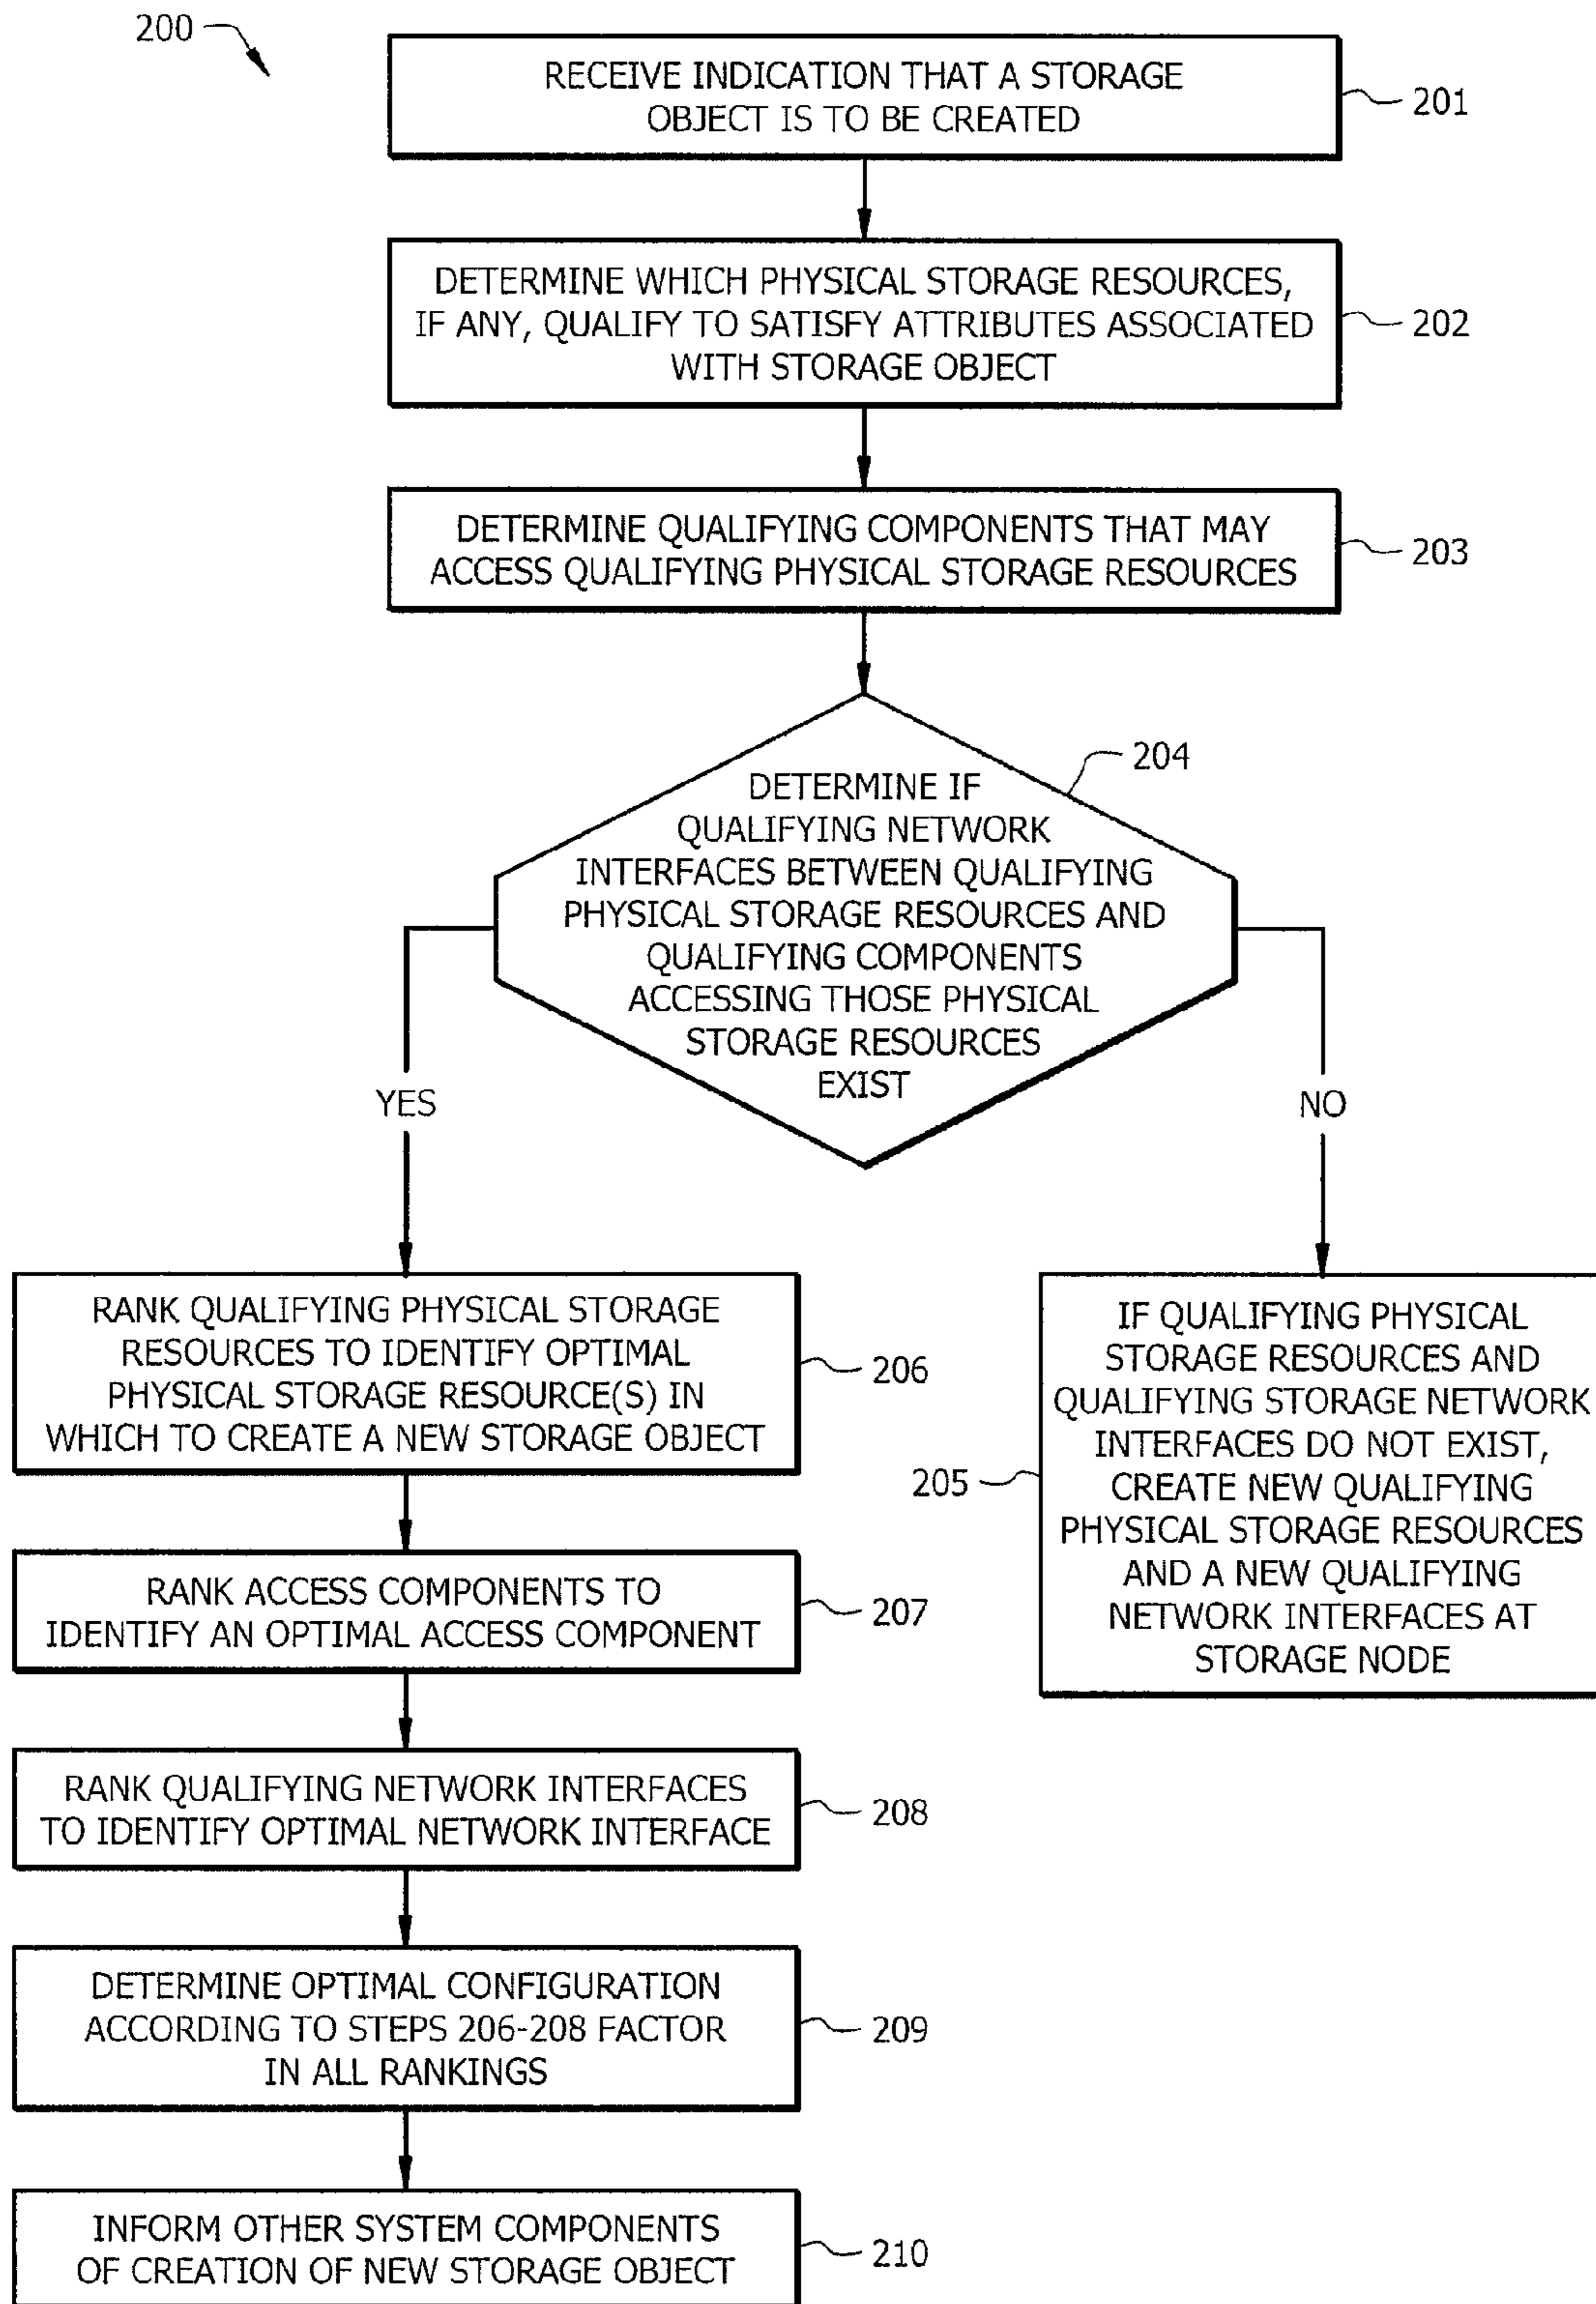 200
RECEIVE INDICATION THAT A STORAGE
OBJECT IS TO BE CREATED
201
DETERMINE WHICH PHYSICAL STORAGE RESOURCES,
IF ANY, QUALIFY TO SATISFY ATTRIBUTES ASSOCIATED
WITH STORAGE OBJECT
202
DETERMINE QUALIFYING COMPONENTS THAT MAY
ACCESS QUALIFYING PHYSICAL STORAGE RESOURCES
203
204
DETERMINE IF
QUALIFYING NETWORK
INTERFACES BETWEEN QUALIFYING
PHYSICAL STORAGE RESOURCES AND
QUALIFYING COMPONENTS
ACCESSING THOSE PHYSICAL
STORAGE RESOURCES
EXIST
YES
NO
RANK QUALIFYING PHYSICAL STORAGE
RESOURCES TO IDENTIFY OPTIMAL
PHYSICAL STORAGE RESOURCE(S) IN
WHICH TO CREATE A NEW STORAGE OBJECT
206
IF QUALIFYING PHYSICAL
STORAGE RESOURCES AND
QUALIFYING STORAGE NETWORK
INTERFACES DO NOT EXIST,
CREATE NEW QUALIFYING
PHYSICAL STORAGE RESOURCES
AND A NEW QUALIFYING
NETWORK INTERFACES AT
STORAGE NODE
205
RANK ACCESS COMPONENTS TO
IDENTIFY AN OPTIMAL ACCESS COMPONENT
207
RANK QUALIFYING NETWORK INTERFACES
TO IDENTIFY OPTIMAL NETWORK INTERFACE
208
DETERMINE OPTIMAL CONFIGURATION
ACCORDING TO STEPS 206-208 FACTOR
IN ALL RANKINGS
209
INFORM OTHER SYSTEM COMPONENTS
OF CREATION OF NEW STORAGE OBJECT
210